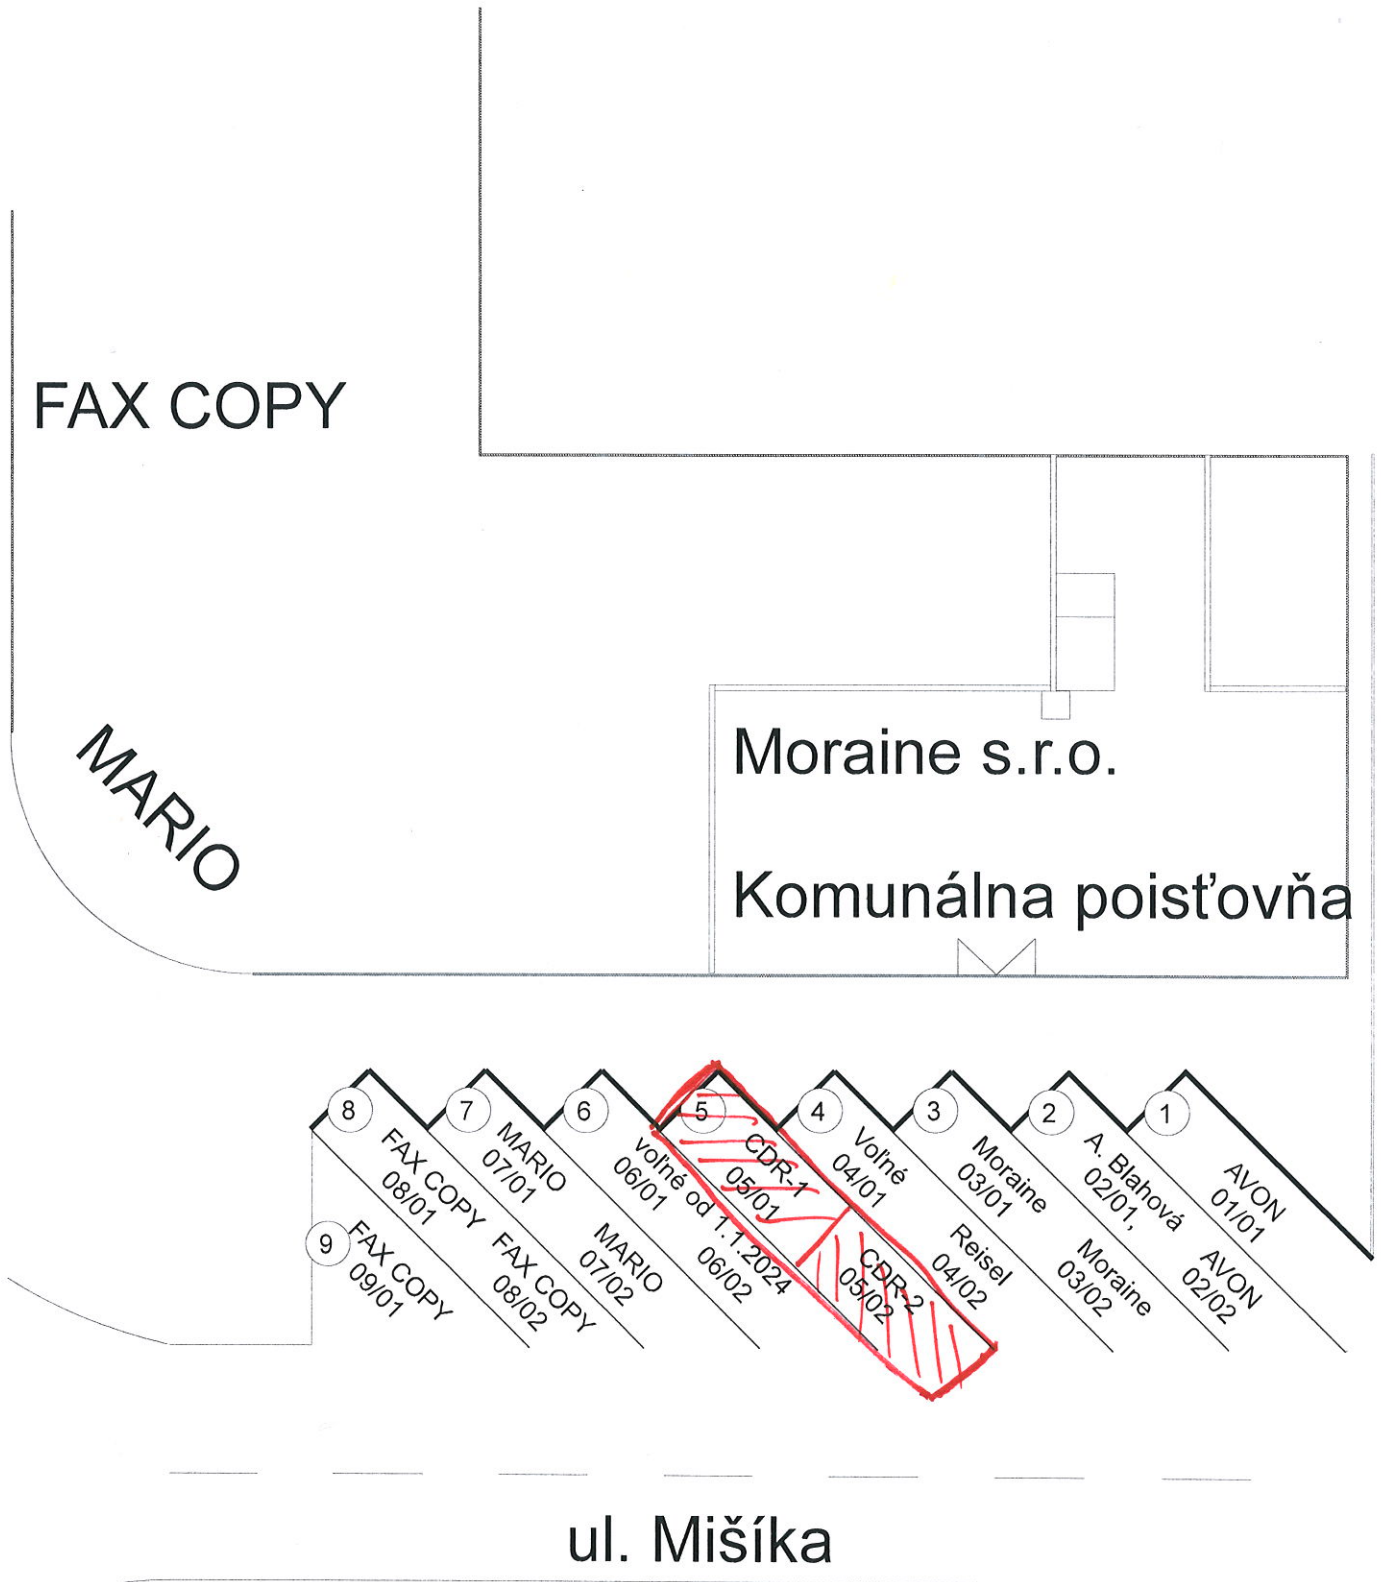 FAX COPY
MARIO
Moraine s.r.o.
Komunálna poisťovňa
8
FAX COPY
08/01
FAX COPY
08/02
7
MARIO
07/01
MARIO
07/02
6
voľné od 1.1.2024
06/01
06/02
5
CDR-1
05/01
CDR-2
05/02
4
Voľné
04/01
Reisel
04/02
3
Moraine
03/01
Moraine
03/02
2
A. Blahová
02/01,
AVON
02/02
1
AVON
01/01
9
FAX COPY
09/01
ul. Mišíka